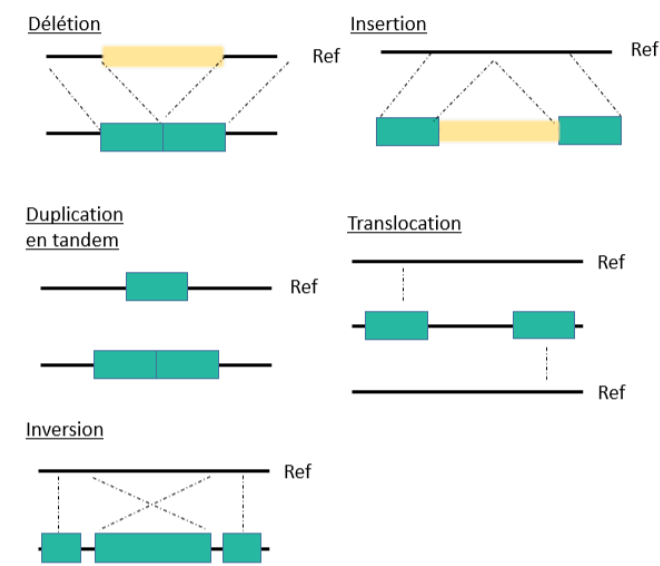 Délétion
Ref
Insertion
Ref
Duplication
en tandem
Ref
Translocation
Ref
Ref
Inversion
Ref